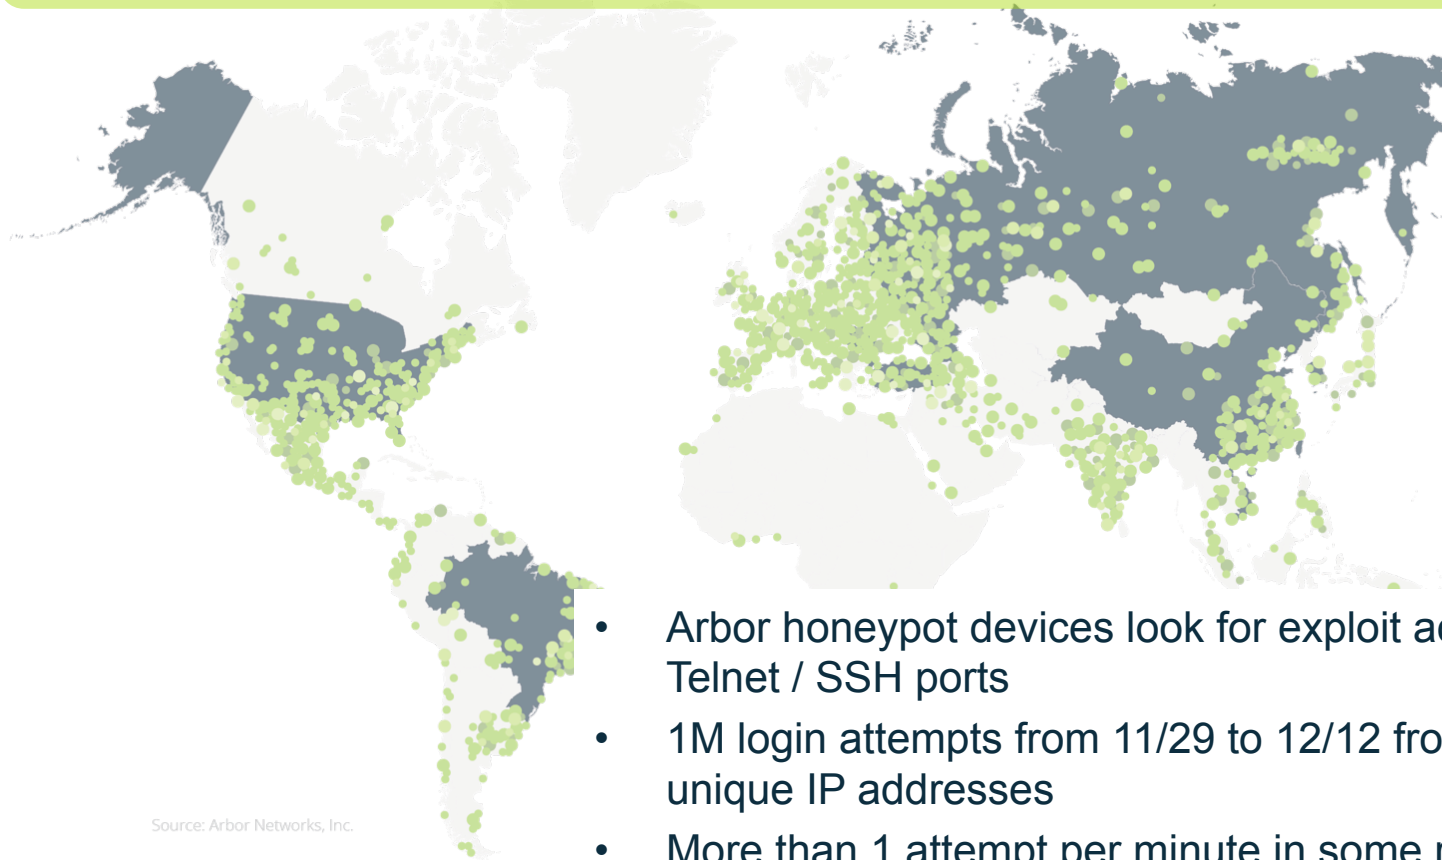 • Arbor honeypot devices look for exploit
Telnet / SSH ports
• 1M login attempts from 11/29 to 12/12
unique IP addresses
• More than 1 attempt per minute in some
Source: Arbor Networks, Inc.